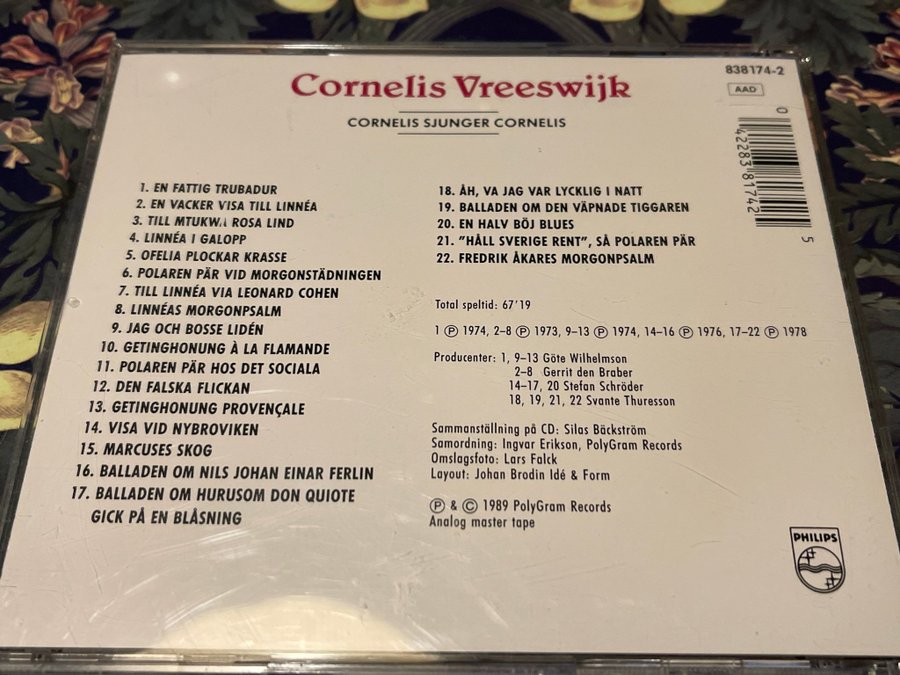 Cornelis Vreeswijk
838174-2
AAD
CORNELIS SJUNGER CORNELIS
0 42283 81742 5
1. EN FATTIG TRUBADUR
2. EN VACKER VISA TILL LINNÉA
3. TILL MTUKWA ROSA LIND
4. LINNÉA I GALOPP
5. OFELIA PLOCKAR KRASSE
6. POLAREN PÄR VID MORGONSTÄDNINGEN
7. TILL LINNÉA VIA LEONARD COHEN
8. LINNÉAS MORGONPSALM
9. JAG OCH BOSSE LIDÉN
10. GETINGHONUNG À LA FLAMANDE
11. POLAREN PÄR HOS DET SOCIALA
12. DEN FALSKA FLICKAN
13. GETINGHONUNG PROVENÇALE
14. VISA VID NYBROVIKEN
15. MARCUSES SKOG
16. BALLADEN OM NILS JOHAN EINAR FERLIN
17. BALLADEN OM HURUSOM DON QUIOTE
GICK PÅ EN BLÅSNING
18. ÅH, VA JAG VAR LYCKLIG I NATT
19. BALLADEN OM DEN VÄPNADE TIGGAREN
20. EN HALV BÖJ BLUES
21. "HÅLL SVERIGE RENT", SÅ POLAREN PÄR
22. FREDRIK ÅKARES MORGONPSALM
Total speltid: 67'19
1 Ⓟ 1974, 2–8 Ⓟ 1973, 9–13 Ⓟ 1974, 14–16 Ⓟ 1976, 17–22 Ⓟ 1978
Producenter: 1, 9–13 Göte Wilhelmson
2–8 Gerrit den Braber
14–17, 20 Stefan Schröder
18, 19, 21, 22 Svante Thuresson
Sammanställning på CD: Silas Bäckström
Samordning: Ingvar Erikson, PolyGram Records
Omslagsfoto: Lars Falck
Layout: Johan Brodin Idé & Form
Ⓟ & © 1989 PolyGram Records
Analog master tape
PHILIPS